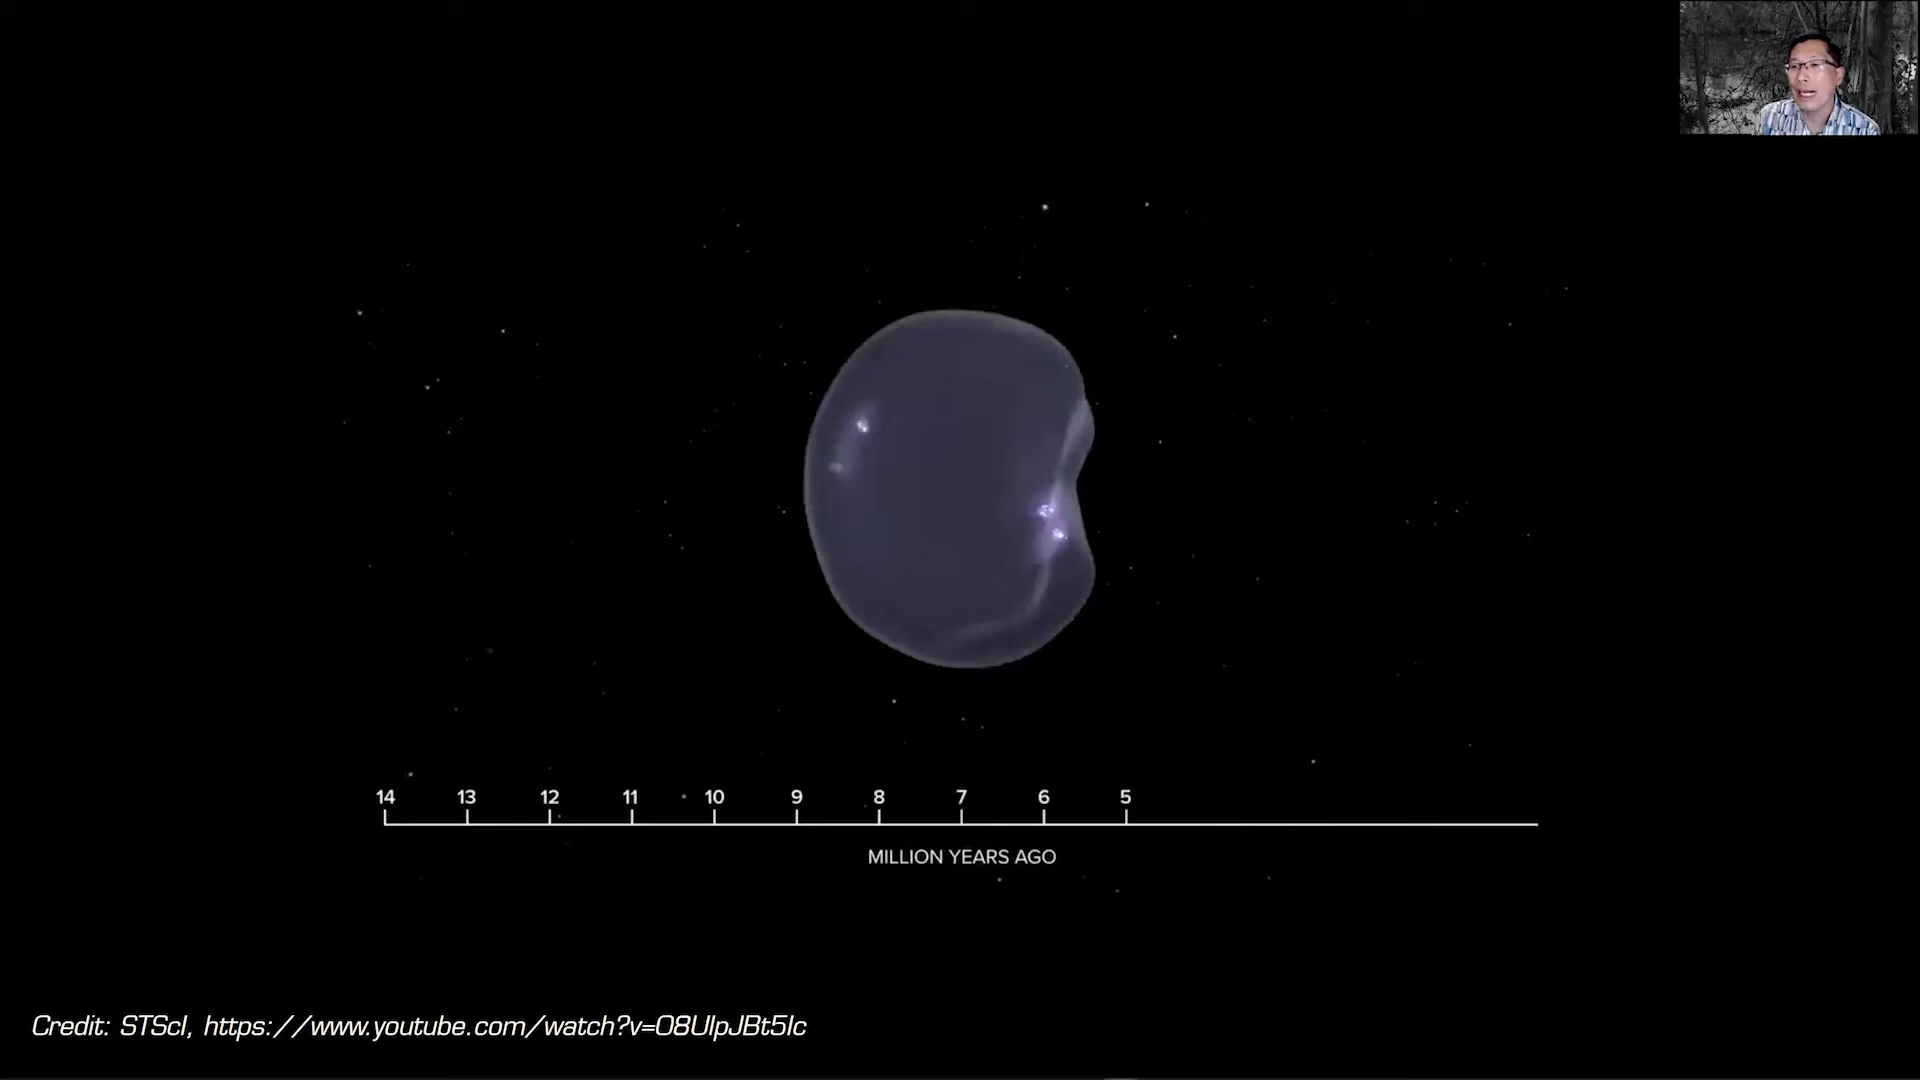 14 13 12 11 10 9 8 7 6 5
MILLION YEARS AGO
Credit: STScI, https://www.youtube.com/watch?v=O8UlpJBt5lc